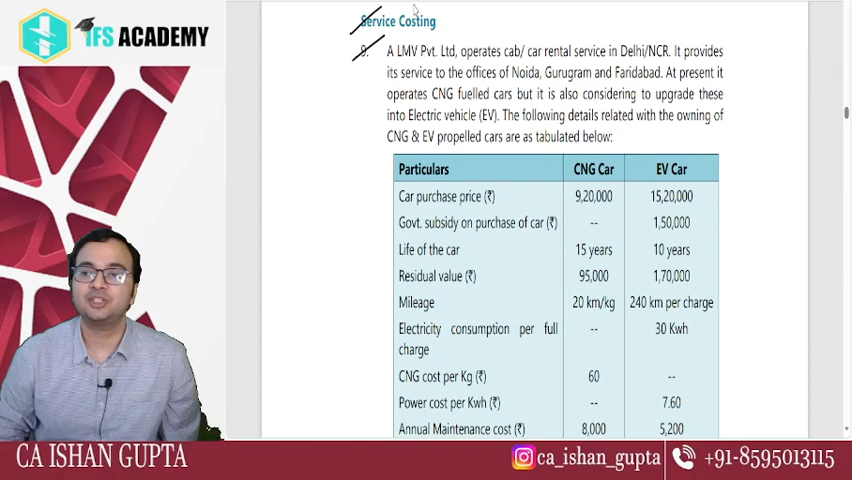 IFS ACADEMY
Service Costing
9. A LMV Pvt. Ltd, operates cab/ car rental service in Delhi/NCR. It provides
its service to the offices of Noida, Gurugram and Faridabad. At present it
operates CNG fuelled cars but it is also considering to upgrade these
into Electric vehicle (EV). The following details related with the owning of
CNG & EV propelled cars are as tabulated below:
Particulars CNG Car EV Car
Car purchase price (₹) 9,20,000 15,20,000
Govt. subsidy on purchase of car (₹) -- 1,50,000
Life of the car 15 years 10 years
Residual value (₹) 95,000 1,70,000
Mileage 20 km/kg 240 km per charge
Electricity consumption per full -- 30 Kwh
charge
CNG cost per Kg (₹) 60 --
Power cost per Kwh (₹) -- 7.60
Annual Maintenance cost (₹) 8,000 5,200
CA ISHAN GUPTA
ca_ishan_gupta
+91-8595013115